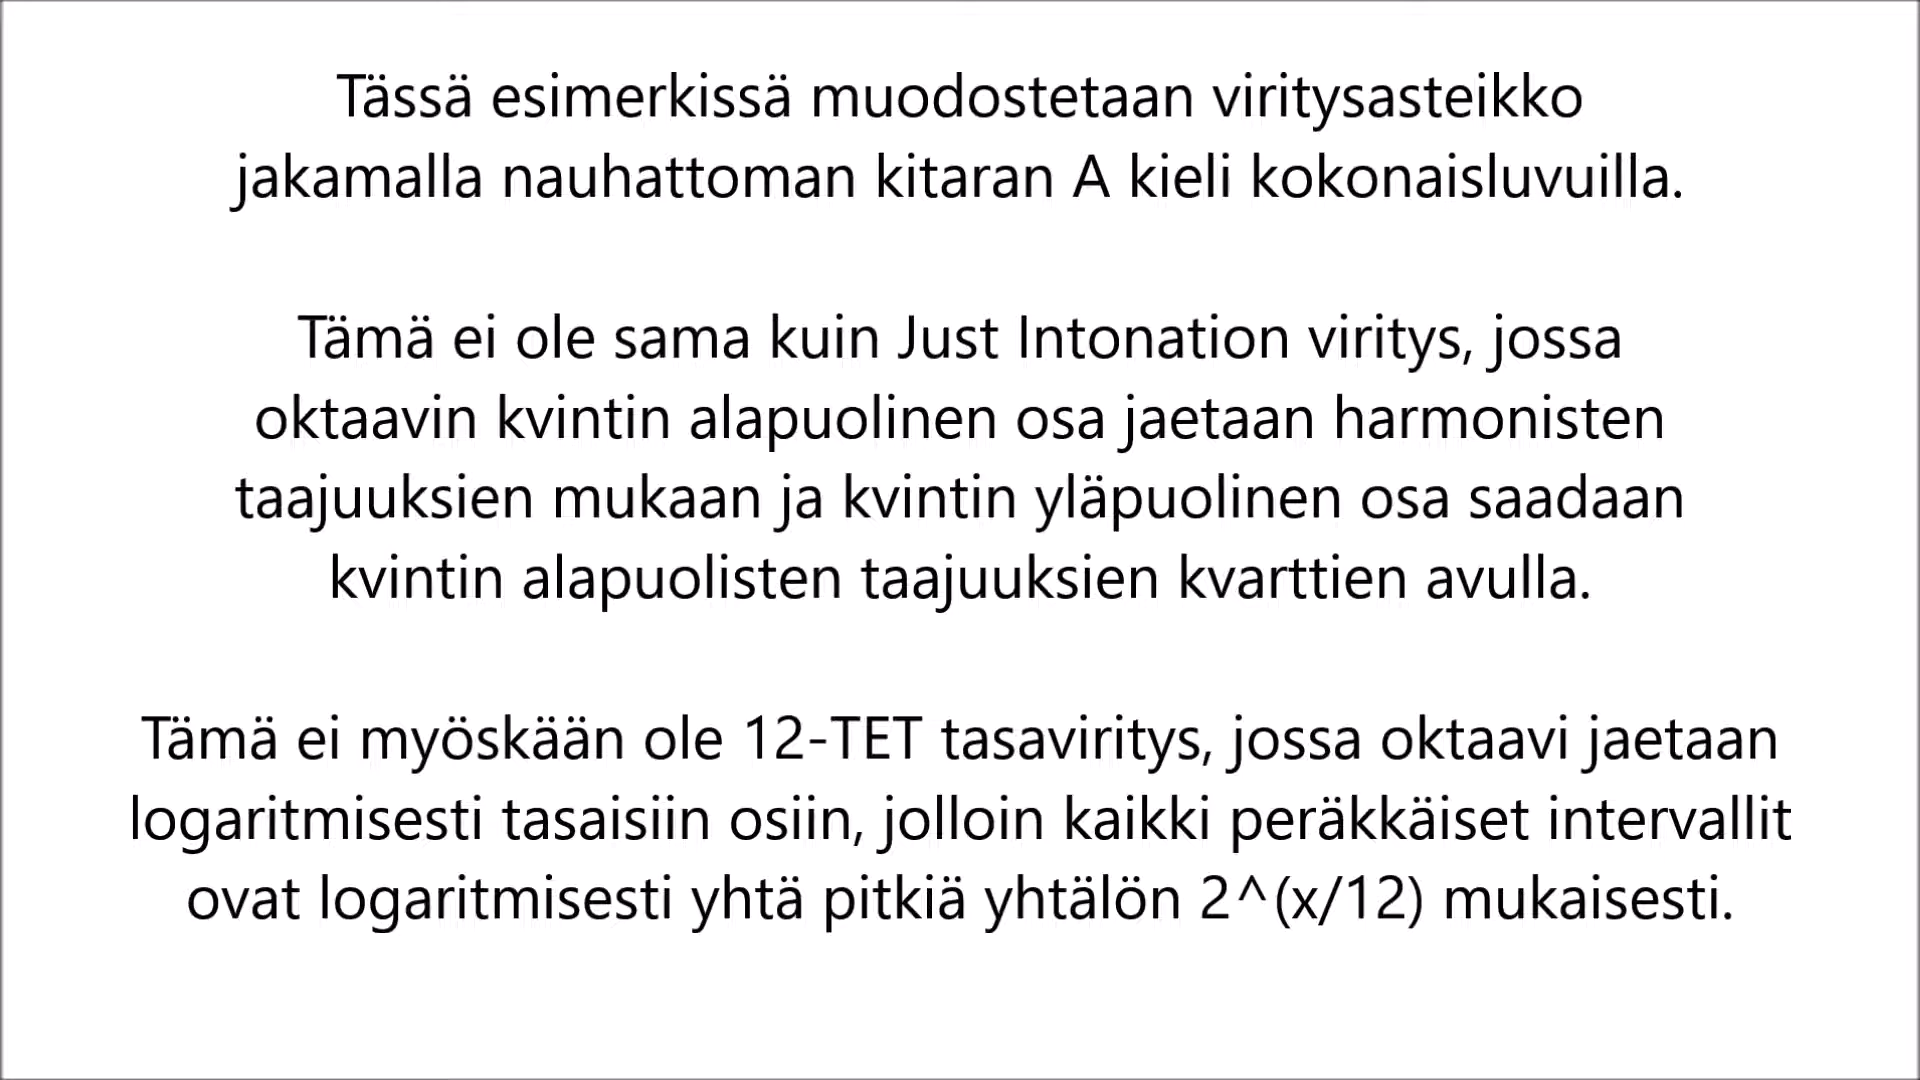 Tässä esimerkissä muodostetaan viritysasteikko
jakamalla nauhattoman kitaran A kieli kokonaisluvuilla.
Tämä ei ole sama kuin Just Intonation viritys, jossa
oktaavin kvintin alapuolinen osa jaetaan harmonisten
taajuuksien mukaan ja kvintin yläpuolinen osa saadaan
kvintin alapuolisten taajuuksien kvarttien avulla.
Tämä ei myöskään ole 12-TET tasaviritys, jossa oktaavi jaetaan
logaritmisesti tasaisiin osiin, jolloin kaikki peräkkäiset intervallit
ovat logaritmisesti yhtä pitkiä yhtälön 2^(x/12) mukaisesti.